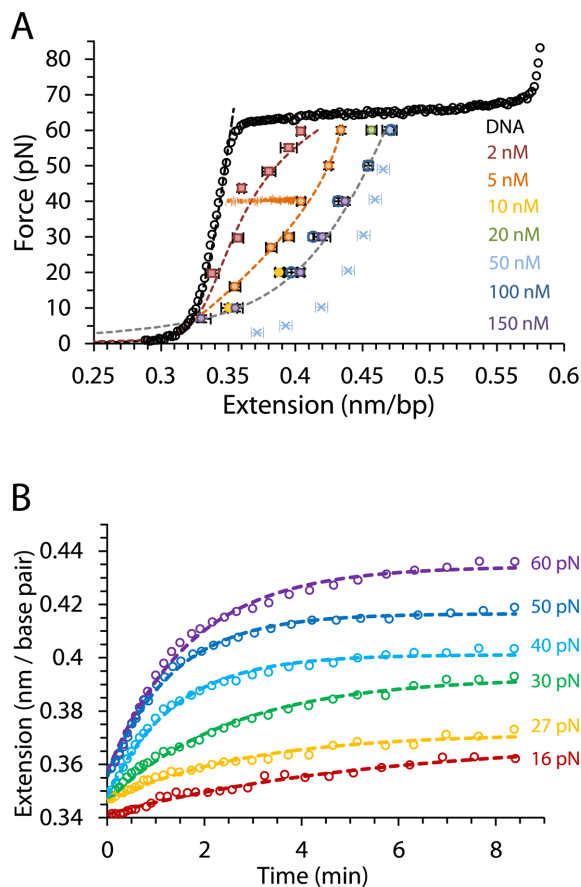 A
80
70
60
50
40
30
20
10
0
Force (pN)
DNA
2 nM
5 nM
10 nM
20 nM
50 nM
100 nM
150 nM
0.25 0.3 0.35 0.4 0.45 0.5 0.55 0.6
Extension (nm/bp)
B
0.44
0.42
0.4
0.38
0.36
0.34
Extension (nm / base pair)
60 pN
50 pN
40 pN
30 pN
27 pN
16 pN
0 2 4 6 8
Time (min)